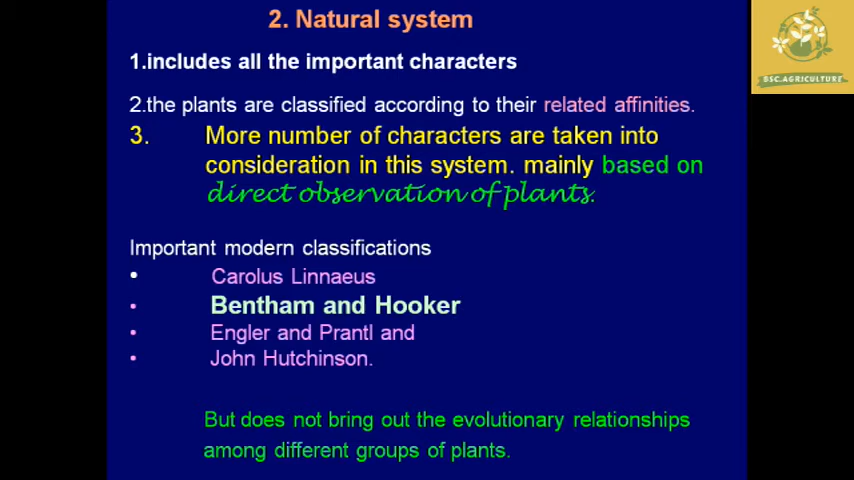 2. Natural system
BSC.AGRICULTURE
1.includes all the important characters
2.the plants are classified according to their related affinities.
3. More number of characters are taken into
consideration in this system. mainly based on
direct observation of plants.
Important modern classifications
• Carolus Linnaeus
• Bentham and Hooker
• Engler and Prantl and
• John Hutchinson.
But does not bring out the evolutionary relationships
among different groups of plants.